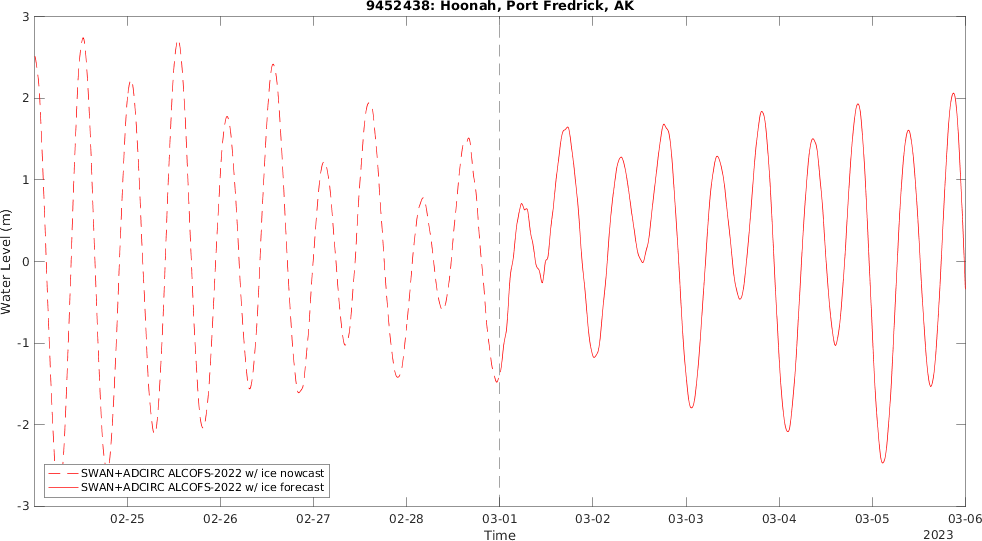 9452438: Hoonah, Port Fredrick, AK
3
2
1
0
-1
-2
-3
Water Level (m)
SWAN+ADCIRC ALCOFS-2022 w/ ice nowcast
SWAN+ADCIRC ALCOFS-2022 w/ ice forecast
02-25 02-26 02-27 02-28 03-01 03-02 03-03 03-04 03-05 03-06
Time
2023